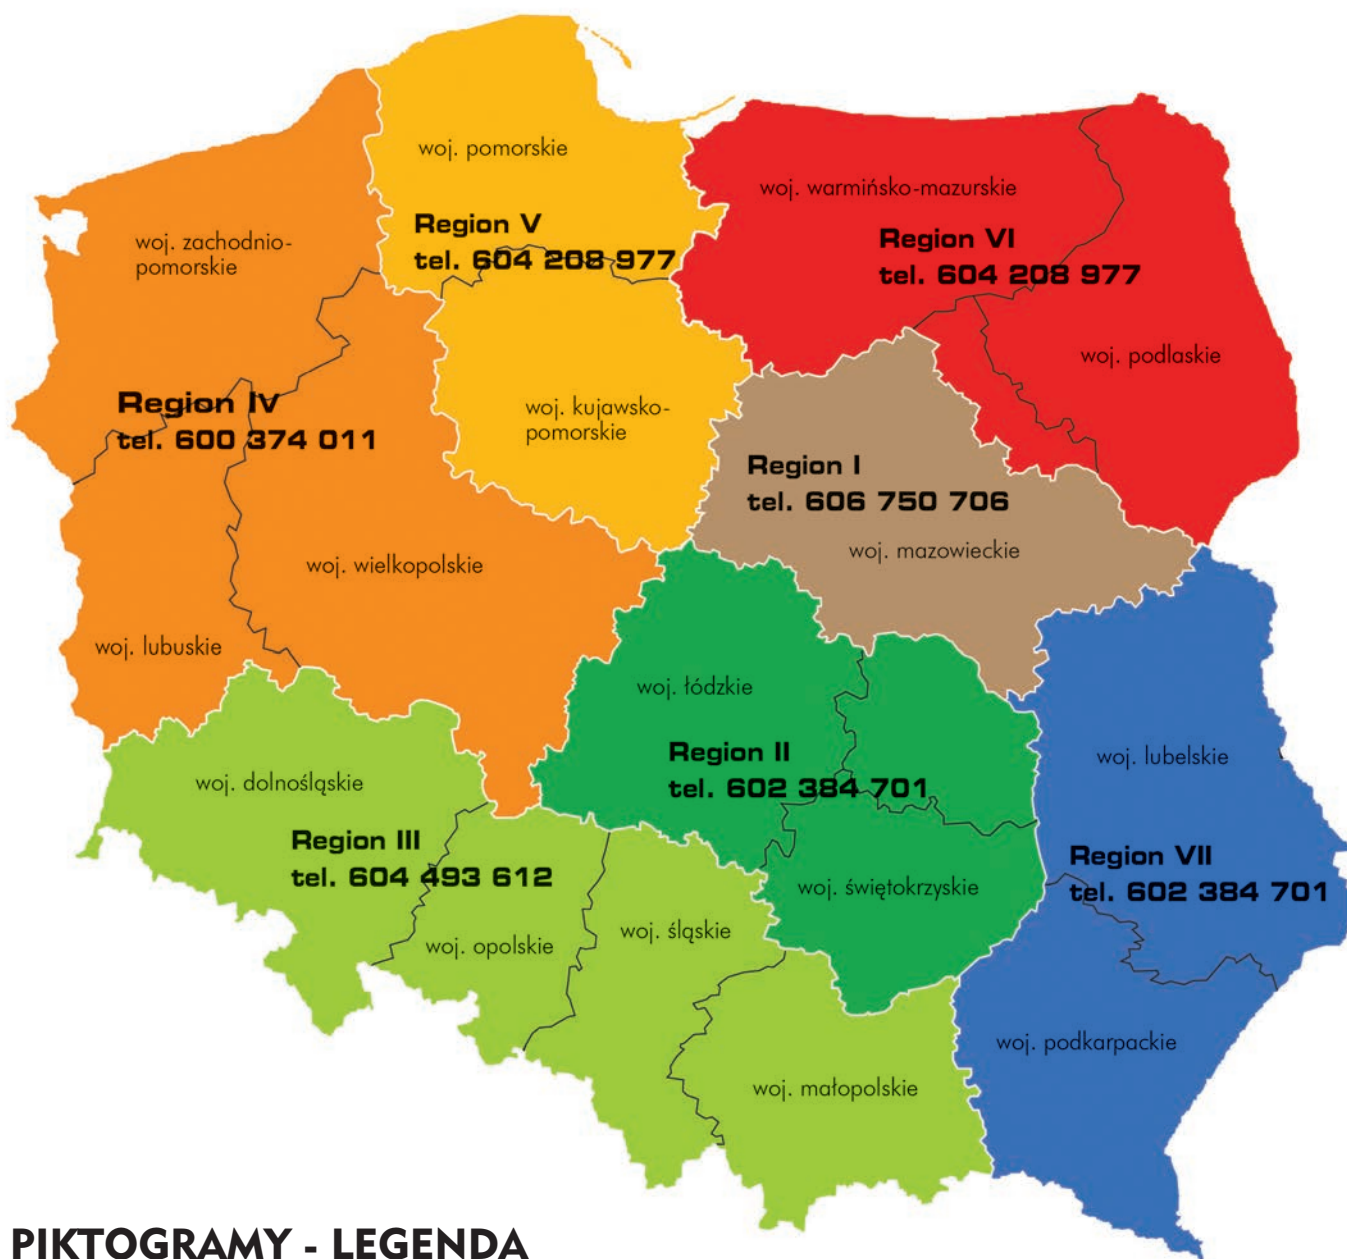 woj. pomorskie
woj. warmińsko-mazurskie
Region V
tel. 604 208 977
woj. zachodnio-
pomorskie
Region VI
tel. 604 208 977
woj. podlaskie
Region IV
tel. 600 374 011
woj. kujawsko-
pomorskie
Region I
tel. 606 750 706
woj. mazowieckie
woj. wielkopolskie
woj. lubuskie
woj. łódzkie
Region II
tel. 602 384 701
woj. lubelskie
woj. dolnośląskie
Region III
tel. 604 493 612
Region VII
tel. 602 384 701
woj. świętokrzyskie
woj. śląskie
woj. opolskie
woj. podkarpackie
woj. małopolskie
PIKTOGRAMY - LEGENDA